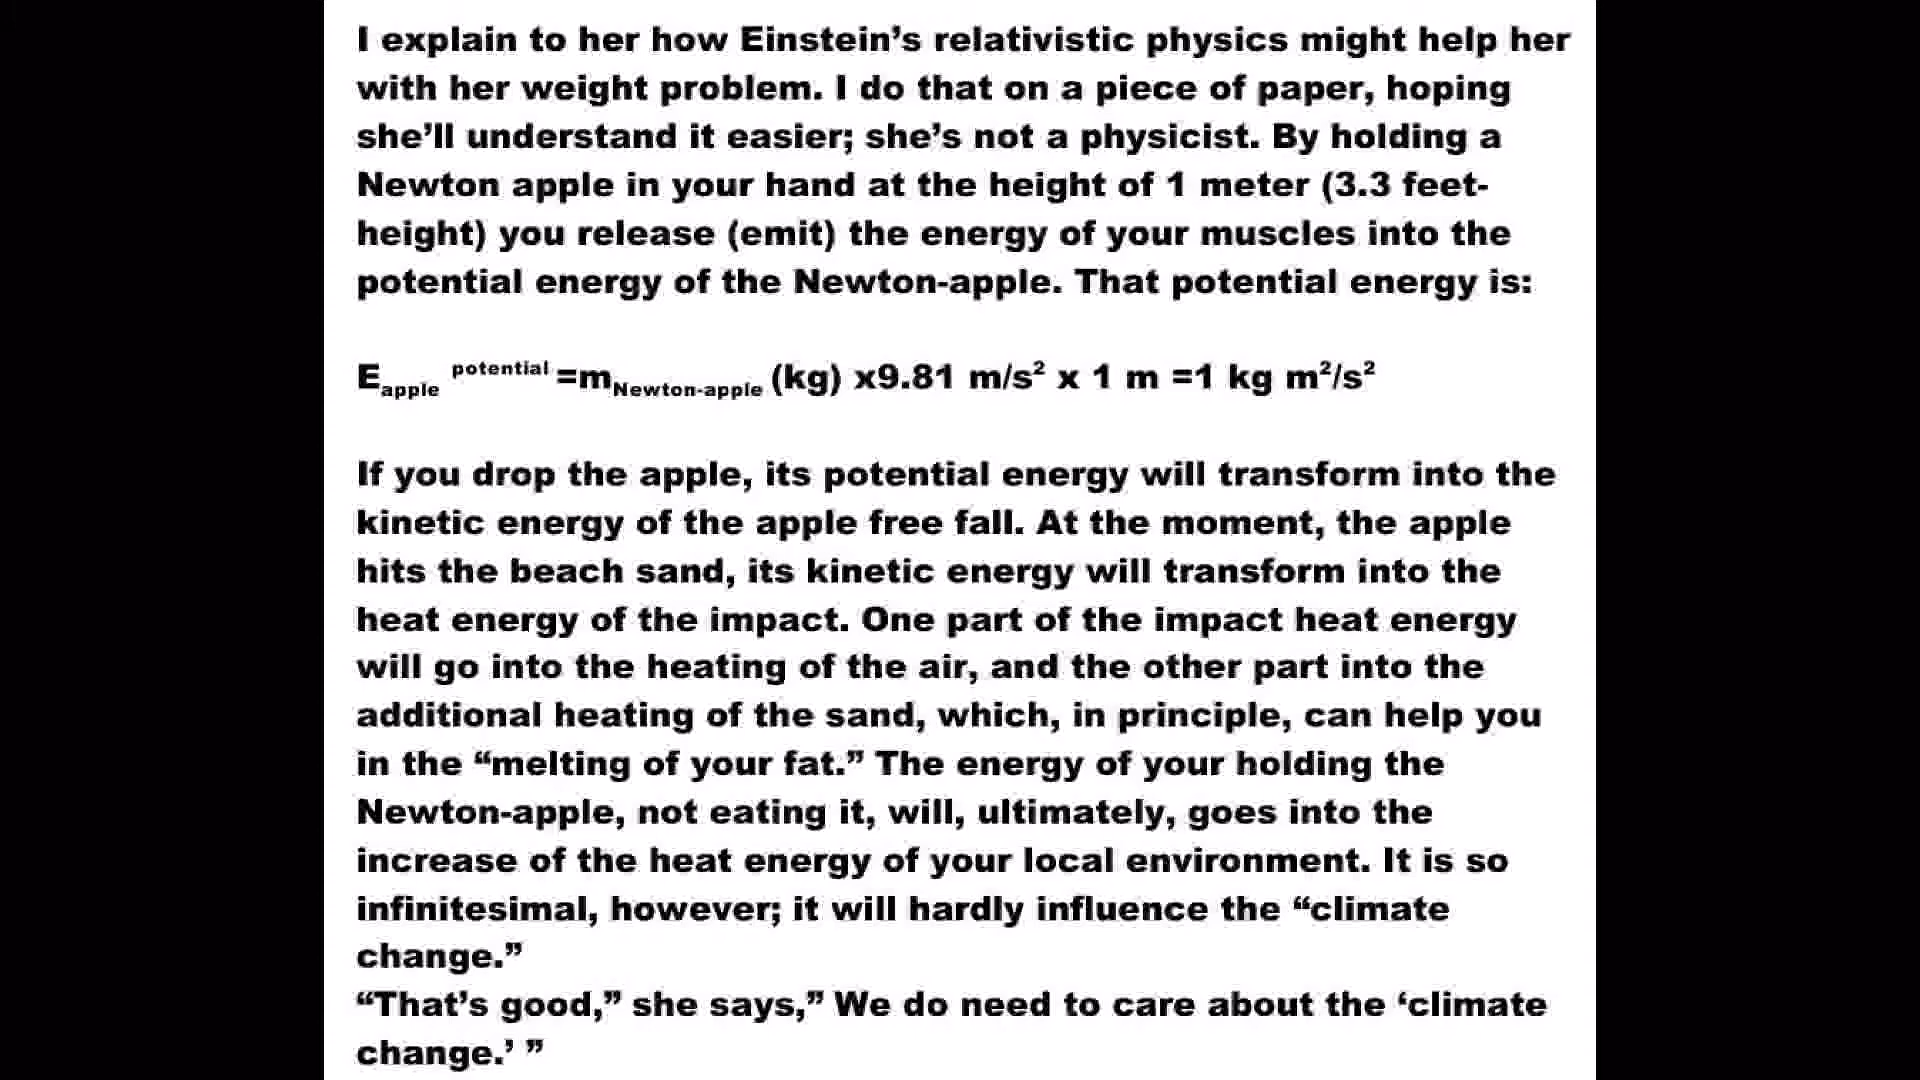 I explain to her how Einstein’s relativistic physics might help her
with her weight problem. I do that on a piece of paper, hoping
she’ll understand it easier; she’s not a physicist. By holding a
Newton apple in your hand at the height of 1 meter (3.3 feet-
height) you release (emit) the energy of your muscles into the
potential energy of the Newton-apple. That potential energy is:
E apple potential =m Newton-apple (kg) x9.81 m/s² x 1 m =1 kg m²/s²
If you drop the apple, its potential energy will transform into the
kinetic energy of the apple free fall. At the moment, the apple
hits the beach sand, its kinetic energy will transform into the
heat energy of the impact. One part of the impact heat energy
will go into the heating of the air, and the other part into the
additional heating of the sand, which, in principle, can help you
in the “melting of your fat.” The energy of your holding the
Newton-apple, not eating it, will, ultimately, goes into the
increase of the heat energy of your local environment. It is so
infinitesimal, however; it will hardly influence the “climate
change.”
“That’s good,” she says,” We do need to care about the ‘climate
change.’ ”